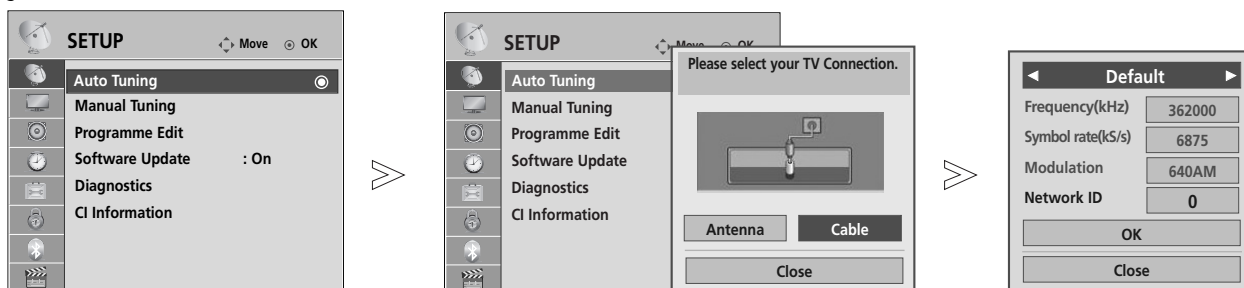 SETUP Move OK
Auto Tuning
Manual Tuning
Programme Edit
Software Update : On
Diagnostics
CI Information
SETUP Move OK
Auto Tuning
Manual Tuning
Programme Edit
Software Update
Diagnostics
CI Information
Please select your TV Connection.
Antenna Cable
Close
Default
Frequency(kHz) 362000
Symbol rate(kS/s) 6875
Modulation 640AM
Network ID 0
OK
Close